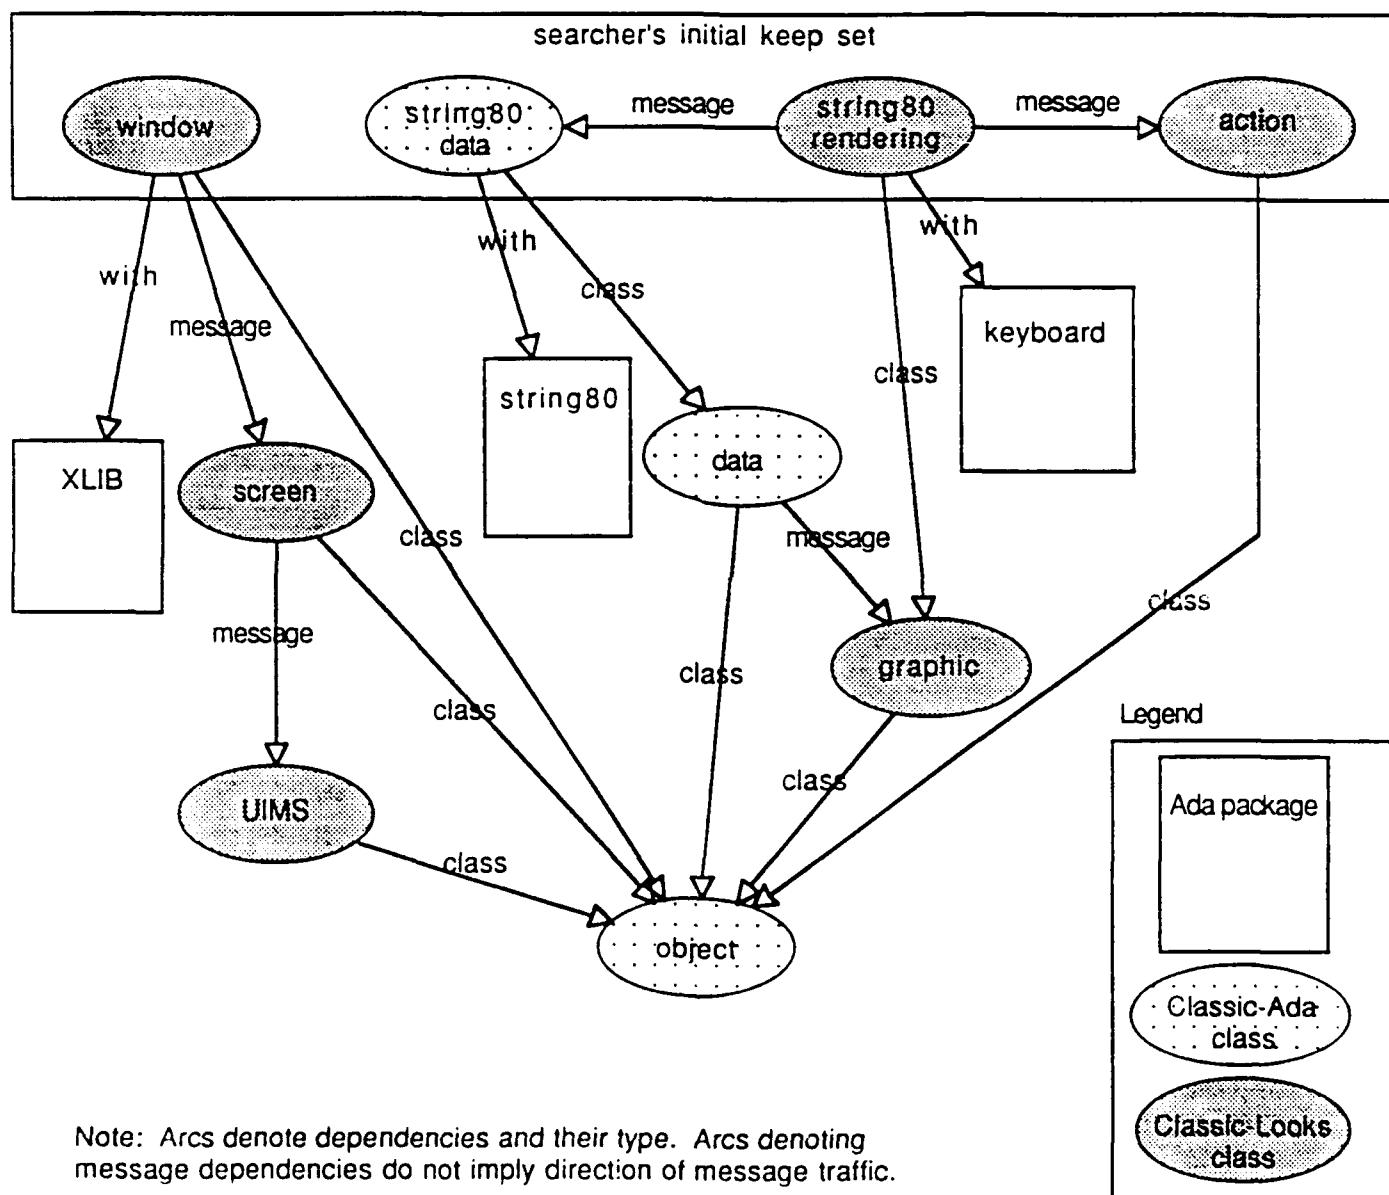 searcher's initial keep set
window
string80
data
message
string80
rendering
message
action
with
message
class
with
class
with
class
XLIB
screen
string80
data
keyboard
class
message
class
message
class
class
graphic
class
UIMS
class
object
Legend
Ada package
Classic-Ada
class
Classic-Looks
class
Note: Arcs denote dependencies and their type. Arcs denoting
message dependencies do not imply direction of message traffic.